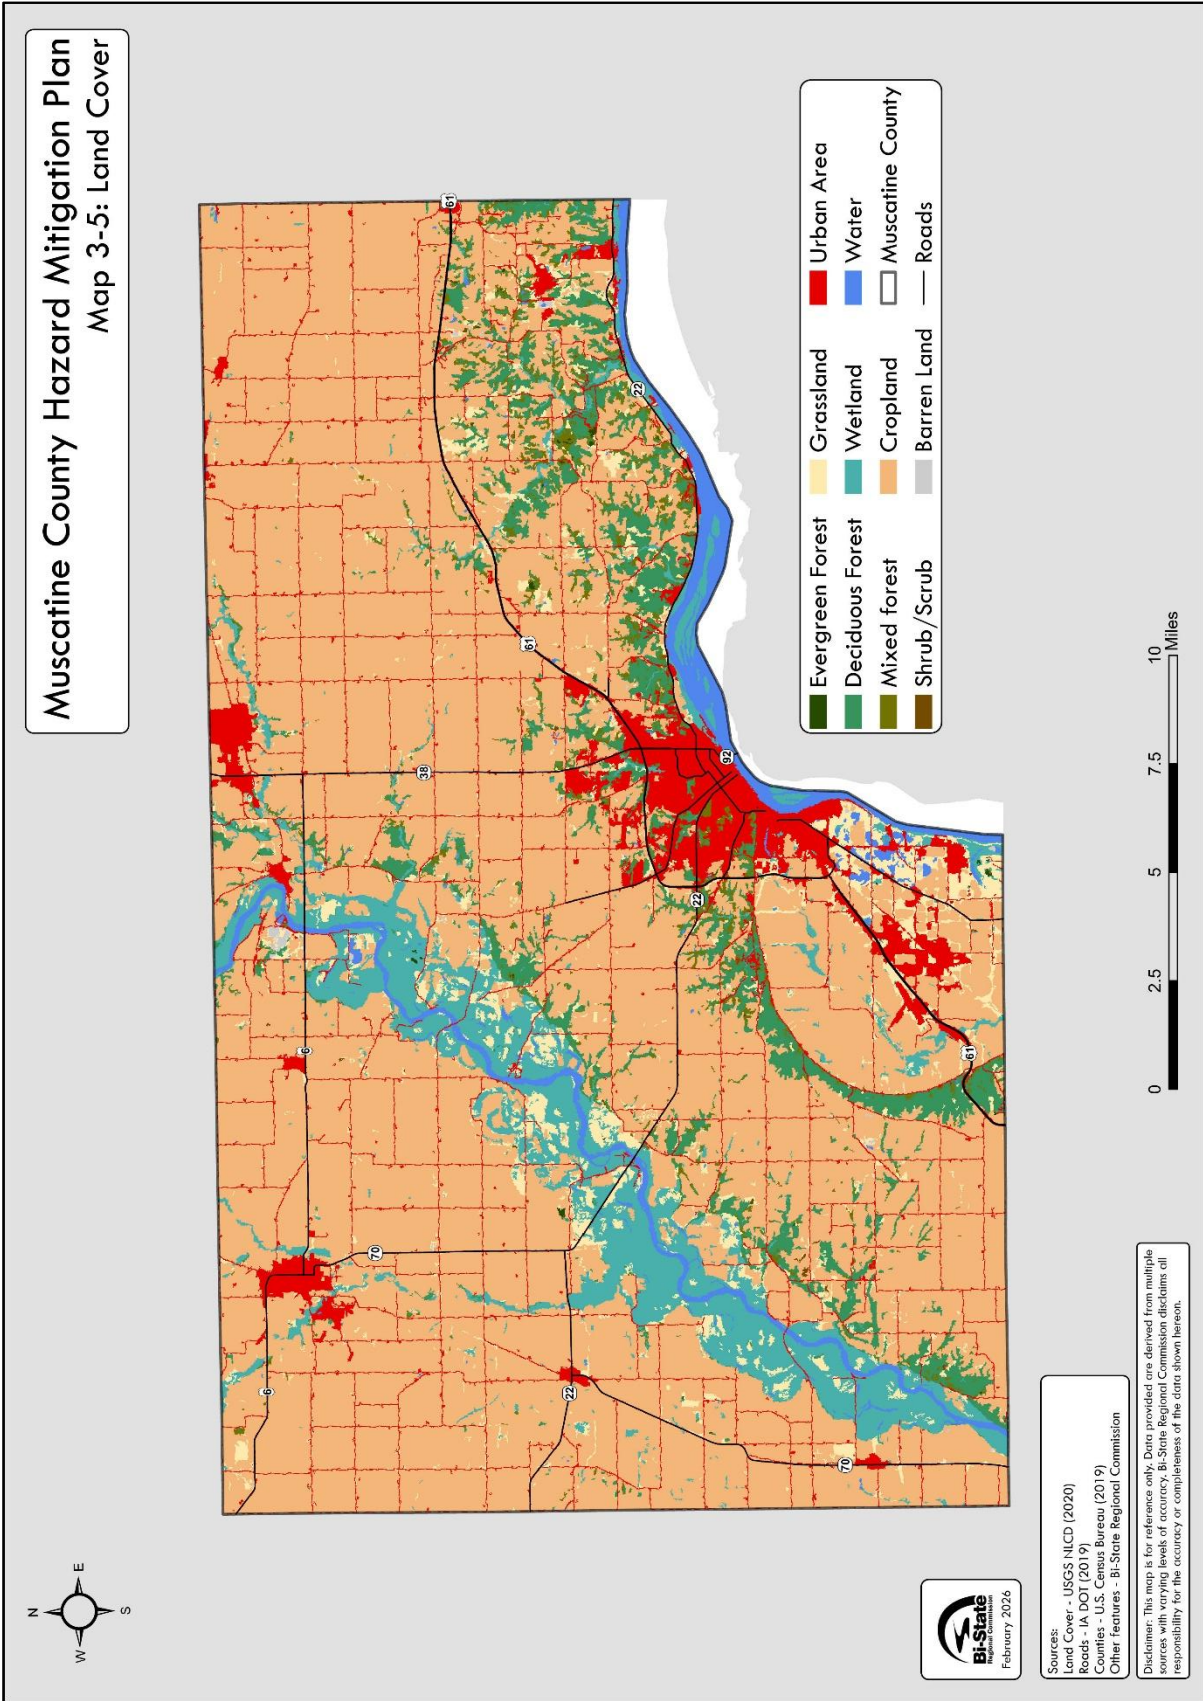 Muscatine County Hazard Mitigation Plan
Map 3-5: Land Cover
N
W
E
S
61
38
6
6
70
22
70
61
22
22
92
61
Evergreen Forest
Deciduous Forest
Mixed forest
Shrub/Scrub
Grassland
Wetland
Cropland
Barren Land
Urban Area
Water
Muscatine County
Roads
0
2.5
5
7.5
10
Miles
Bi-State
Regional Commission
February 2026
Sources:
Land Cover - USGS NLCD (2020)
Roads - IA DOT (2019)
Counties - U.S. Census Bureau (2019)
Other features - Bi-State Regional Commission
Disclaimer: This map is for reference only. Data provided are derived from multiple
sources with varying levels of accuracy. Bi-State Regional Commission disclaims all
responsibility for the accuracy or completeness of the data shown hereon.